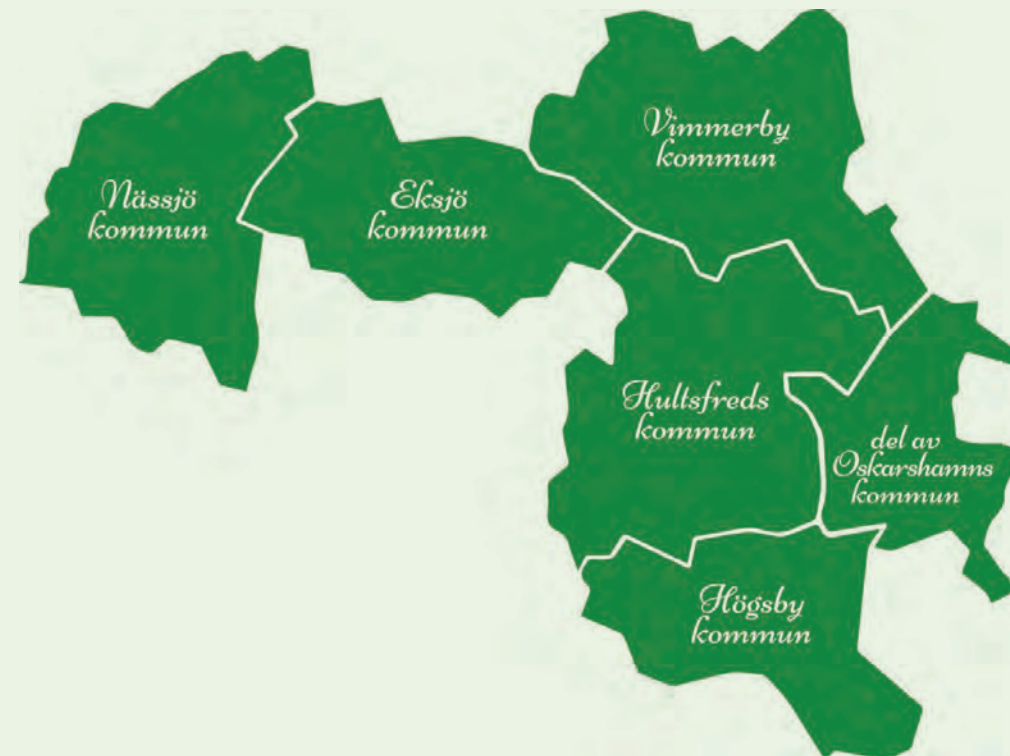 Vimmerby
kommun
Nässjö
kommun
Eksjö
kommun
Hultsfreds
kommun
del av
Oskarshamns
kommun
Högsby
kommun